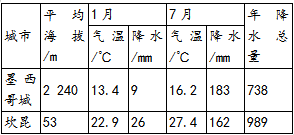 城市 平均海拔/m 1月 7月 年降水总量
气温/℃ 降水/mm 气温/℃ 降水/mm
墨西哥城 2 240 13.4 9 16.2 183 738
坎昆 53 22.9 26 27.4 162 989